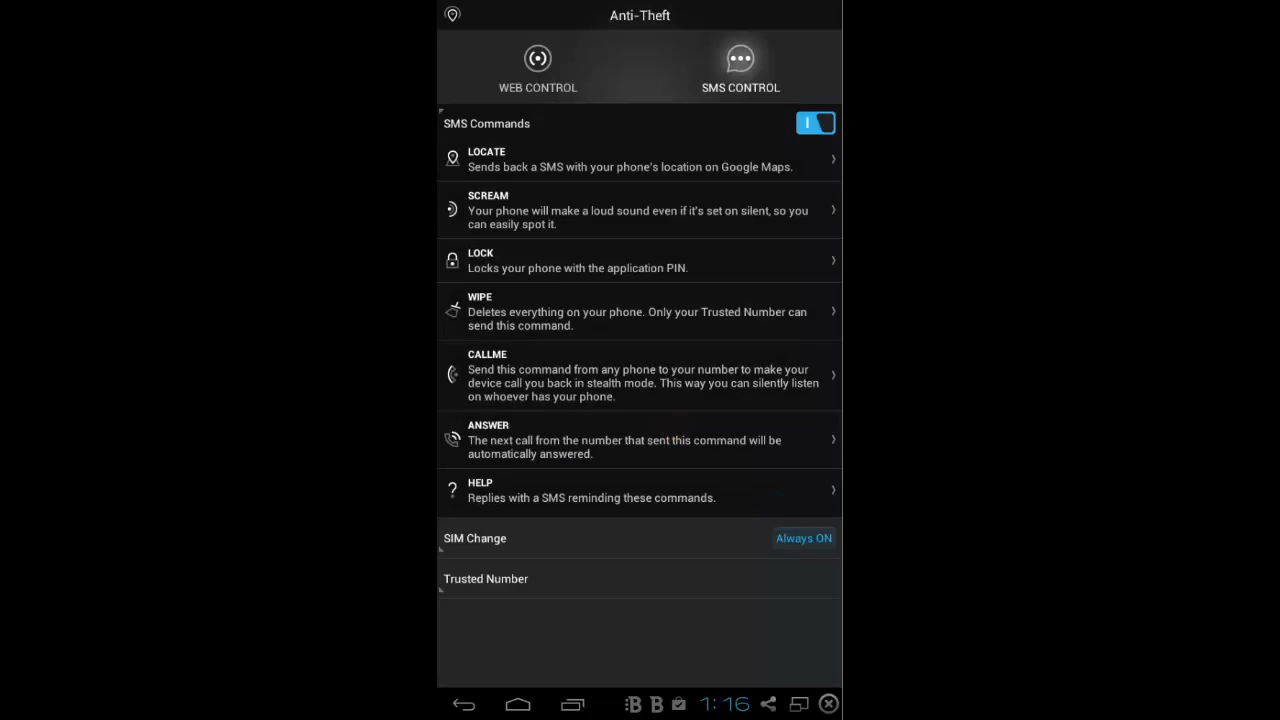 Anti-Theft
WEB CONTROL
SMS CONTROL
SMS Commands
LOCATE
Sends back a SMS with your phone's location on Google Maps.
SCREAM
Your phone will make a loud sound even if it's set on silent, so you
can easily spot it.
LOCK
Locks your phone with the application PIN.
WIPE
Deletes everything on your phone. Only your Trusted Number can
send this command.
CALLME
Send this command from any phone to your number to make your
device call you back in stealth mode. This way you can silently listen
on whoever has your phone.
ANSWER
The next call from the number that sent this command will be
automatically answered.
HELP
Replies with a SMS reminding these commands.
SIM Change
Always ON
Trusted Number
B B 1:16